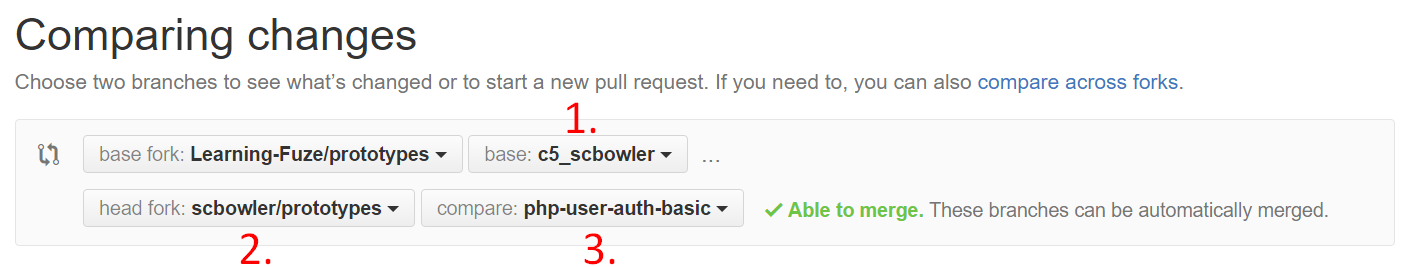 Comparing changes
Choose two branches to see what's changed or to start a new pull request. If you need to, you can also compare across forks.
1.
base fork: Learning-Fuze/prototypes base: c5_scbowler ...
head fork: scbowler/prototypes compare: php-user-auth-basic Able to merge. These branches can be automatically merged.
2. 3.